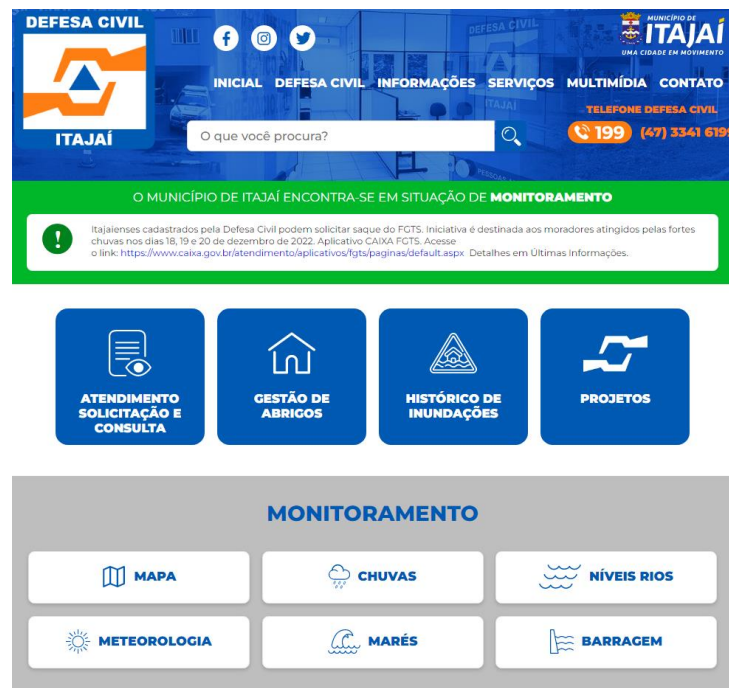 DEFESA CIVIL
ITAJAÍ
MUNICÍPIO DE
ITAJAÍ
UMA CIDADE EM MOVIMENTO
INICIAL DEFESA CIVIL INFORMAÇÕES SERVIÇOS MULTIMÍDIA CONTATO
TELEFONE DEFESA CIVIL
O que você procura?
199 (47) 3341 6199
O MUNICÍPIO DE ITAJAÍ ENCONTRA-SE EM SITUAÇÃO DE MONITORAMENTO
Itajaienses cadastrados pela Defesa Civil podem solicitar saque do FGTS. Iniciativa é destinada aos moradores atingidos pelas fortes
chuvas nos dias 18, 19 e 20 de dezembro de 2022. Aplicativo CAIXA FGTS. Acesse
o link: https://www.caixa.gov.br/atendimento/aplicativos/fgts/paginas/default.aspx Detalhes em Últimas Informações.
ATENDIMENTO
SOLICITAÇÃO E
CONSULTA
GESTÃO DE
ABRIGOS
HISTÓRICO DE
INUNDAÇÕES
PROJETOS
MONITORAMENTO
MAPA
CHUVAS
NÍVEIS RIOS
METEOROLOGIA
MARÉS
BARRAGEM